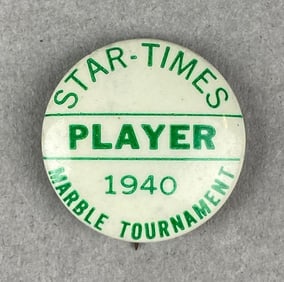 STAR-TIMES
PLAYER
1940
MARBLE TOURNAMENT